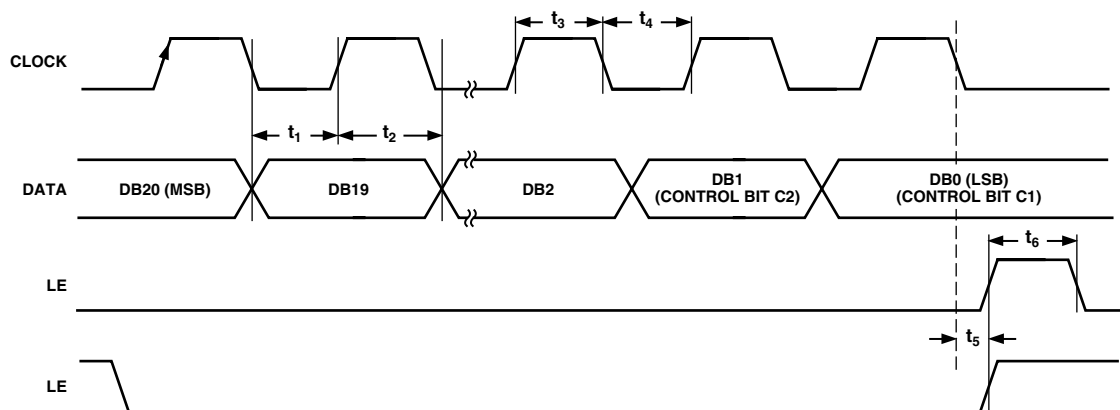 t3 t4
CLOCK
t1 t2
DATA DB20 (MSB) DB19 DB2 DB1 (CONTROL BIT C2) DB0 (LSB) (CONTROL BIT C1)
t6
LE
t5
LE